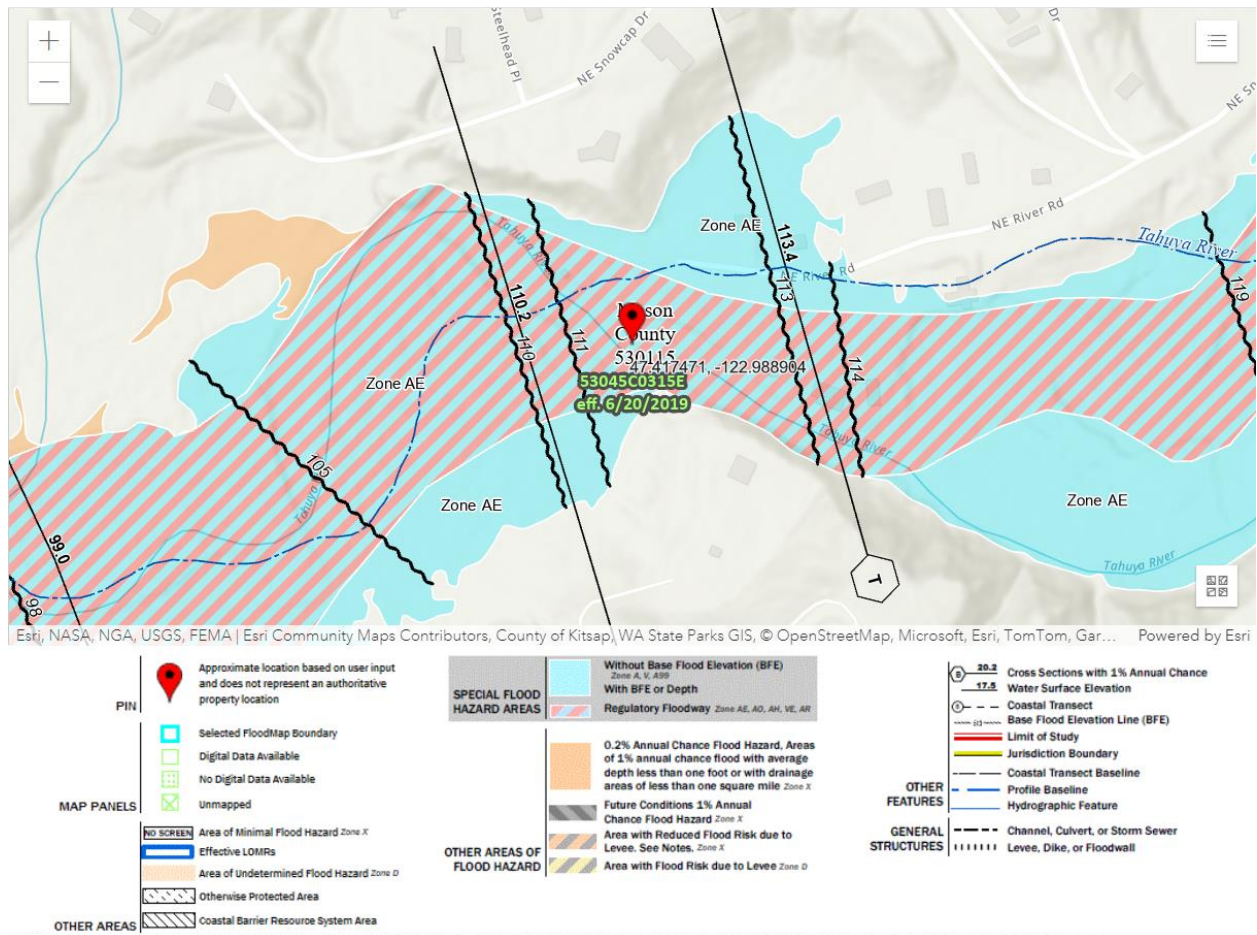 +
−
Steelhead Pl
NE Snowcap Dr
Dr
NE Sno
NE River Rd
Zone AE
Tahuya River
Tahuya River
NE River Rd
113.4
113
119
110.2
110
111
Mason
County
530115
47.417471, -122.988904
53045C0315E
eff. 6/20/2019
Zone AE
114
Tahuya River
105
Tahuya
Zone AE
Zone AE
99.0
98
T
Tahuya River
Esri, NASA, NGA, USGS, FEMA | Esri Community Maps Contributors, County of Kitsap, WA State Parks GIS, © OpenStreetMap, Microsoft, Esri, TomTom, Gar... Powered by Esri
PIN
Approximate location based on user input
and does not represent an authoritative
property location
MAP PANELS
Selected FloodMap Boundary
Digital Data Available
No Digital Data Available
Unmapped
OTHER AREAS
NO SCREEN Area of Minimal Flood Hazard Zone X
Effective LOMRs
Area of Undetermined Flood Hazard Zone D
Otherwise Protected Area
Coastal Barrier Resource System Area
SPECIAL FLOOD
HAZARD AREAS
Without Base Flood Elevation (BFE)
Zone A, V, A99
With BFE or Depth
Regulatory Floodway Zone AE, AO, AH, VE, AR
OTHER AREAS OF
FLOOD HAZARD
0.2% Annual Chance Flood Hazard, Areas
of 1% annual chance flood with average
depth less than one foot or with drainage
areas of less than one square mile Zone X
Future Conditions 1% Annual
Chance Flood Hazard Zone X
Area with Reduced Flood Risk due to
Levee. See Notes. Zone X
Area with Flood Risk due to Levee Zone D
OTHER
FEATURES
B 20.2 Cross Sections with 1% Annual Chance
17.5 Water Surface Elevation
Coastal Transect
Base Flood Elevation Line (BFE)
Limit of Study
Jurisdiction Boundary
Coastal Transect Baseline
Profile Baseline
Hydrographic Feature
GENERAL
STRUCTURES
Channel, Culvert, or Storm Sewer
Levee, Dike, or Floodwall